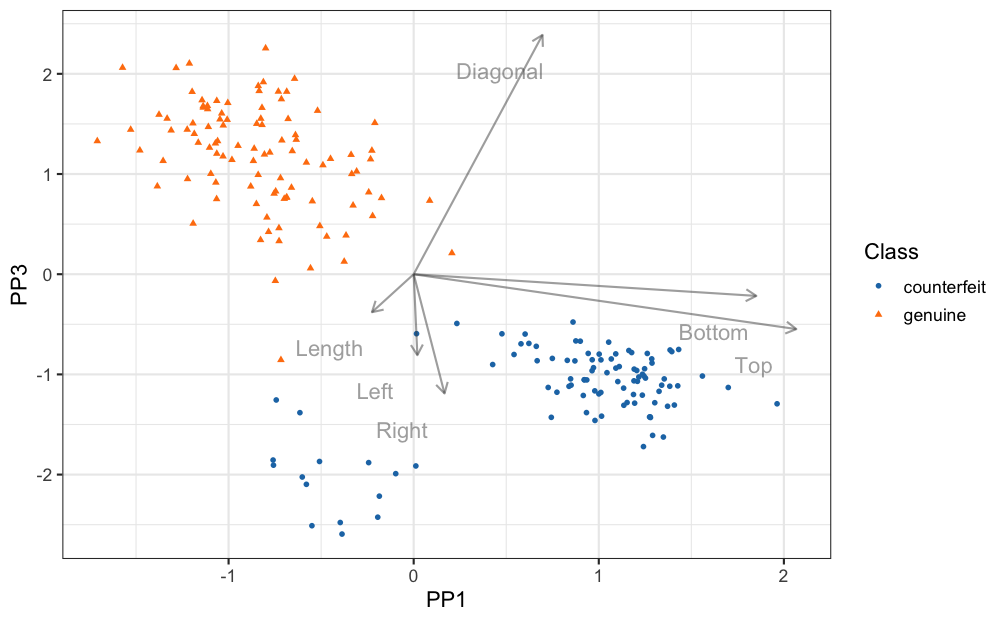 PP3
2
1
0
-1
-2
Diagonal
Length
Left
Right
Bottom
Top
-1
0
1
2
PP1
Class
counterfeit
genuine